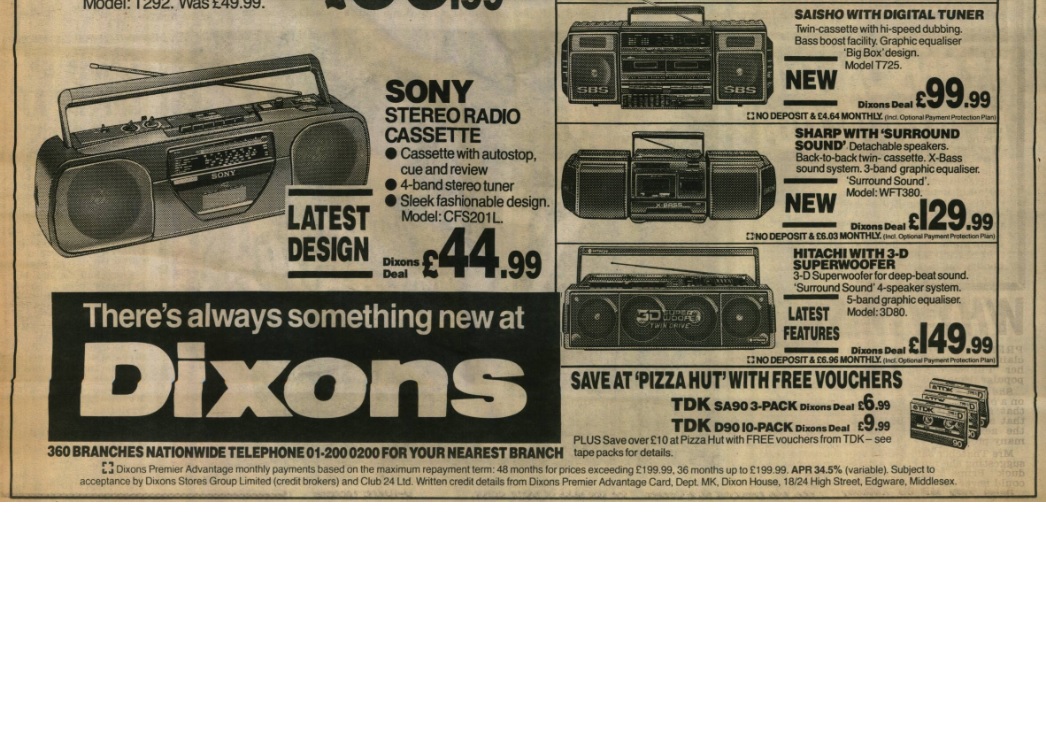 Model: T292. Was £49.99.
.99
SONY
STEREO RADIO
CASSETTE
● Cassette with autostop,
cue and review
● 4-band stereo tuner
● Sleek fashionable design.
Model: CFS201L.
SONY
LATEST
DESIGN
Dixons
Deal £44.99
There's always something new at
Dixons
360 BRANCHES NATIONWIDE TELEPHONE 01-200 0200 FOR YOUR NEAREST BRANCH
SAISHO WITH DIGITAL TUNER
Twin-cassette with hi-speed dubbing.
Bass boost facility. Graphic equaliser
'Big Box' design.
Model T725.
NEW
SBS
SBS
Dixons Deal £99.99
NO DEPOSIT & £4.64 MONTHLY. (Incl. Optional Payment Protection Plan)
SHARP WITH 'SURROUND
SOUND'. Detachable speakers.
Back-to-back twin- cassette. X-Bass
sound system. 3-band graphic equaliser.
'Surround Sound'.
Model: WFT380.
NEW
X-BASS
Dixons Deal £129.99
NO DEPOSIT & £6.03 MONTHLY. (Incl. Optional Payment Protection Plan)
HITACHI WITH 3-D
SUPERWOOFER
3-D Superwoofer for deep-beat sound.
'Surround Sound' 4-speaker system.
5-band graphic equaliser.
Model: 3D80.
LATEST
FEATURES
3D
TWIN DRIVE
Dixons Deal £149.99
NO DEPOSIT & £6.96 MONTHLY. (Incl. Optional Payment Protection Plan)
SAVE AT 'PIZZA HUT' WITH FREE VOUCHERS
TDK SA90 3-PACK Dixons Deal £6.99
TDK D90 10-PACK Dixons Deal £9.99
PLUS Save over £10 at Pizza Hut with FREE vouchers from TDK – see
tape packs for details.
TDK
90
Dixons Premier Advantage monthly payments based on the maximum repayment term: 48 months for prices exceeding £199.99, 36 months up to £199.99. APR 34.5% (variable). Subject to
acceptance by Dixons Stores Group Limited (credit brokers) and Club 24 Ltd. Written credit details from Dixons Premier Advantage Card, Dept. MK, Dixon House, 18/24 High Street, Edgware, Middlesex.